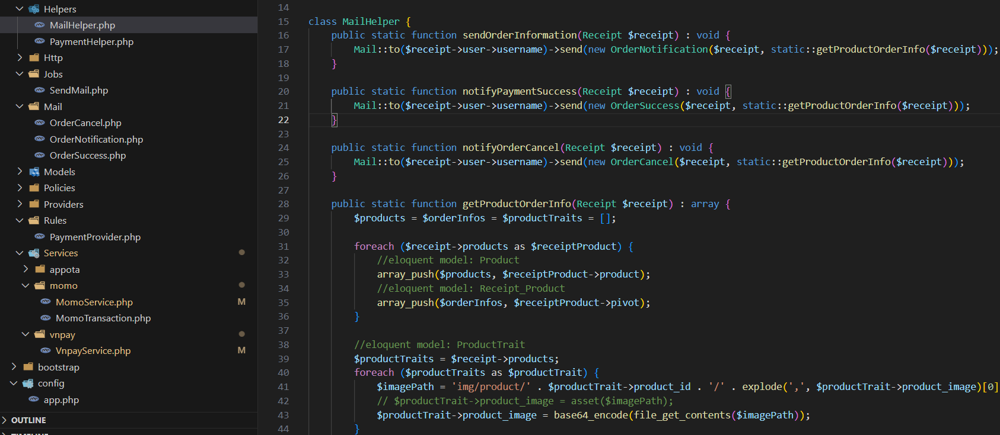 Helpers
MailHelper.php
PaymentHelper.php
Http
Jobs
SendMail.php
Mail
OrderCancel.php
OrderNotification.php
OrderSuccess.php
Models
Policies
Providers
Rules
PaymentProvider.php
Services
appota
momo
MomoService.php M
MomoTransaction.php
vnpay
VnpayService.php M
bootstrap
config
app.php
OUTLINE
TIMELINE
14
15 class MailHelper {
16 public static function sendOrderInformation(Receipt $receipt) : void {
17 Mail::to($receipt->user->username)->send(new OrderNotification($receipt, static::getProductOrderInfo($receipt)));
18 }
19
20 public static function notifyPaymentSuccess(Receipt $receipt) : void {
21 Mail::to($receipt->user->username)->send(new OrderSuccess($receipt, static::getProductOrderInfo($receipt)));
22 }
23
24 public static function notifyOrderCancel(Receipt $receipt) : void {
25 Mail::to($receipt->user->username)->send(new OrderCancel($receipt, static::getProductOrderInfo($receipt)));
26 }
27
28 public static function getProductOrderInfo(Receipt $receipt) : array {
29 $products = $orderInfos = $productTraits = [];
30
31 foreach ($receipt->products as $receiptProduct) {
32 //eloquent model: Product
33 array_push($products, $receiptProduct->product);
34 //eloquent model: Receipt_Product
35 array_push($orderInfos, $receiptProduct->pivot);
36 }
37
38 //eloquent model: ProductTrait
39 $productTraits = $receipt->products;
40 foreach ($productTraits as $productTrait) {
41 $imagePath = 'img/product/' . $productTrait->product_id . '/' . explode(',', $productTrait->product_image)[0]
42 // $productTrait->product_image = asset($imagePath);
43 $productTrait->product_image = base64_encode(file_get_contents($imagePath));
44 }